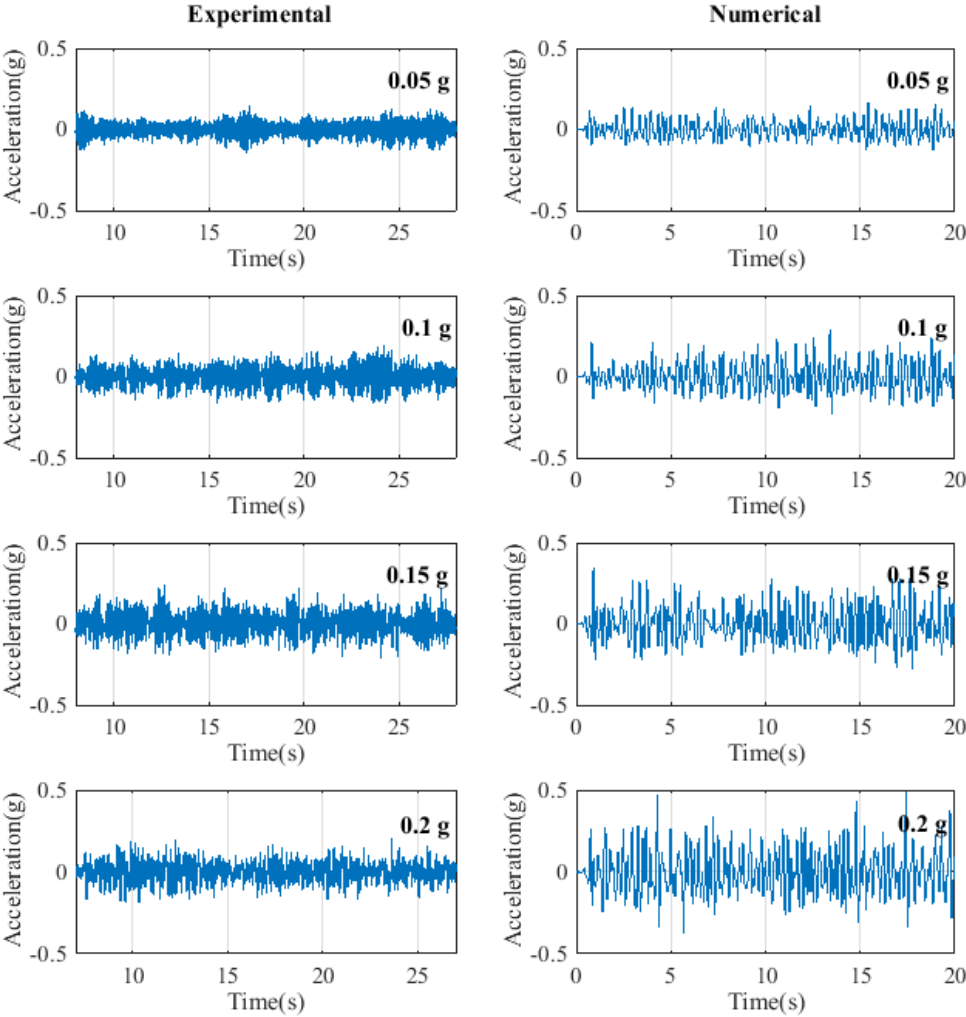 Experimental
Numerical
0.5
0
-0.5
Acceleration(g)
0.05 g
10 15 20 25
Time(s)
0.5
0
-0.5
Acceleration(g)
0.05 g
0 5 10 15 20
Time(s)
0.5
0
-0.5
Acceleration(g)
0.1 g
10 15 20 25
Time(s)
0.5
0
-0.5
Acceleration(g)
0.1 g
0 5 10 15 20
Time(s)
0.5
0
-0.5
Acceleration(g)
0.15 g
10 15 20 25
Time(s)
0.5
0
-0.5
Acceleration(g)
0.15 g
0 5 10 15 20
Time(s)
0.5
0
-0.5
Acceleration(g)
0.2 g
10 15 20 25
Time(s)
0.5
0
-0.5
Acceleration(g)
0.2 g
0 5 10 15 20
Time(s)